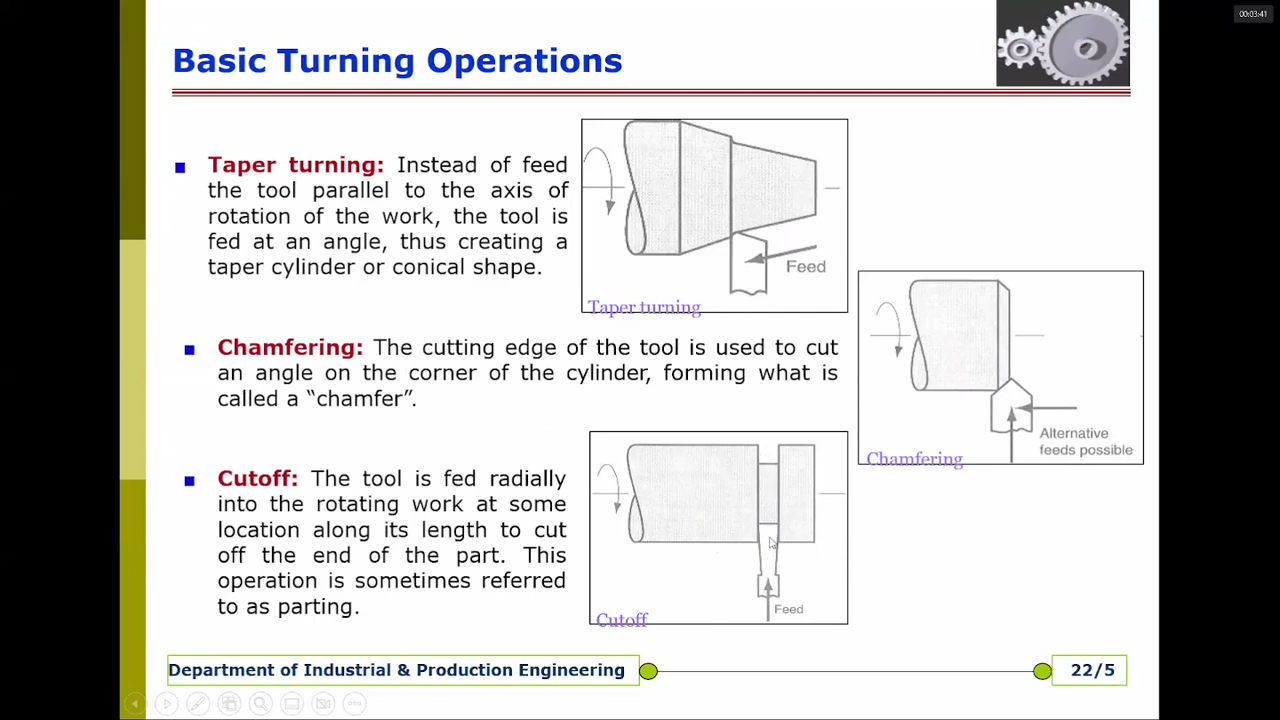 00:03:41
Basic Turning Operations
Taper turning: Instead of feed
the tool parallel to the axis of
rotation of the work, the tool is
fed at an angle, thus creating a
taper cylinder or conical shape.
Feed
Taper turning
Chamfering: The cutting edge of the tool is used to cut
an angle on the corner of the cylinder, forming what is
called a “chamfer”.
Alternative
feeds possible
Chamfering
Cutoff: The tool is fed radially
into the rotating work at some
location along its length to cut
off the end of the part. This
operation is sometimes referred
to as parting.
Feed
Cutoff
Department of Industrial & Production Engineering
22/5